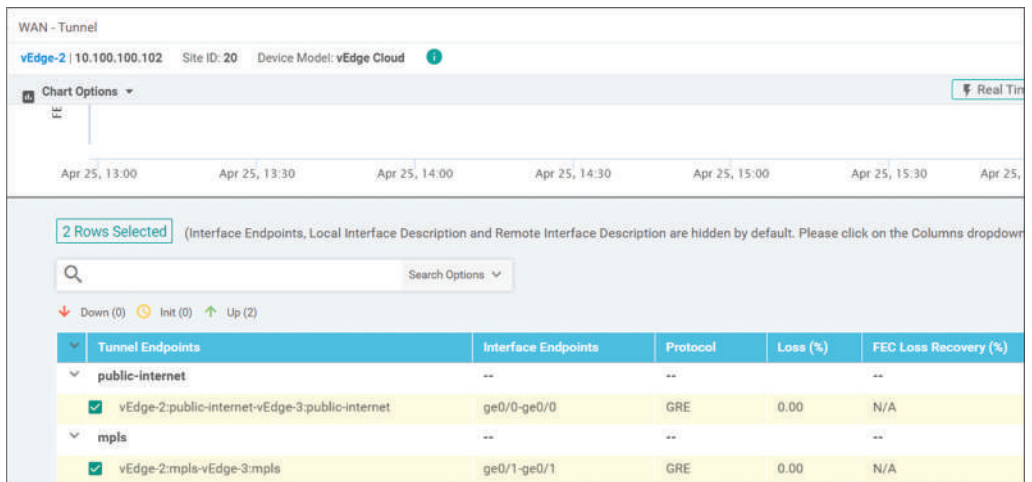 WAN - Tunnel
vEdge-2 | 10.100.100.102 Site ID: 20 Device Model: vEdge Cloud i
Chart Options Real Tim
FE
Apr 25, 13:00 Apr 25, 13:30 Apr 25, 14:00 Apr 25, 14:30 Apr 25, 15:00 Apr 25, 15:30 Apr 25,
2 Rows Selected (Interface Endpoints, Local Interface Description and Remote Interface Description are hidden by default. Please click on the Columns dropdown
Search Options
Down (0) Init (0) Up (2)
Tunnel Endpoints Interface Endpoints Protocol Loss (%) FEC Loss Recovery (%)
public-internet -- -- --
vEdge-2:public-internet-vEdge-3:public-internet ge0/0-ge0/0 GRE 0.00 N/A
mpls -- -- --
vEdge-2:mpls-vEdge-3:mpls ge0/1-ge0/1 GRE 0.00 N/A